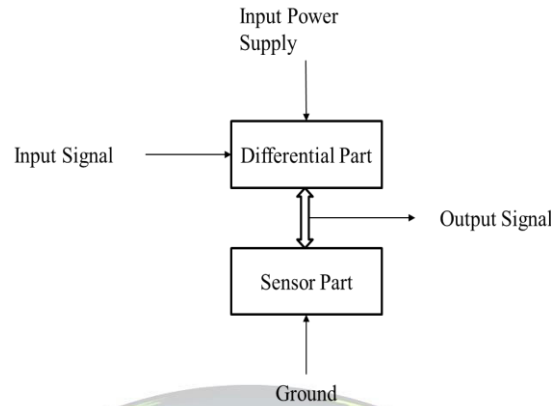 Input Power
Supply
Input Signal
Differential Part
Output Signal
Sensor Part
Ground